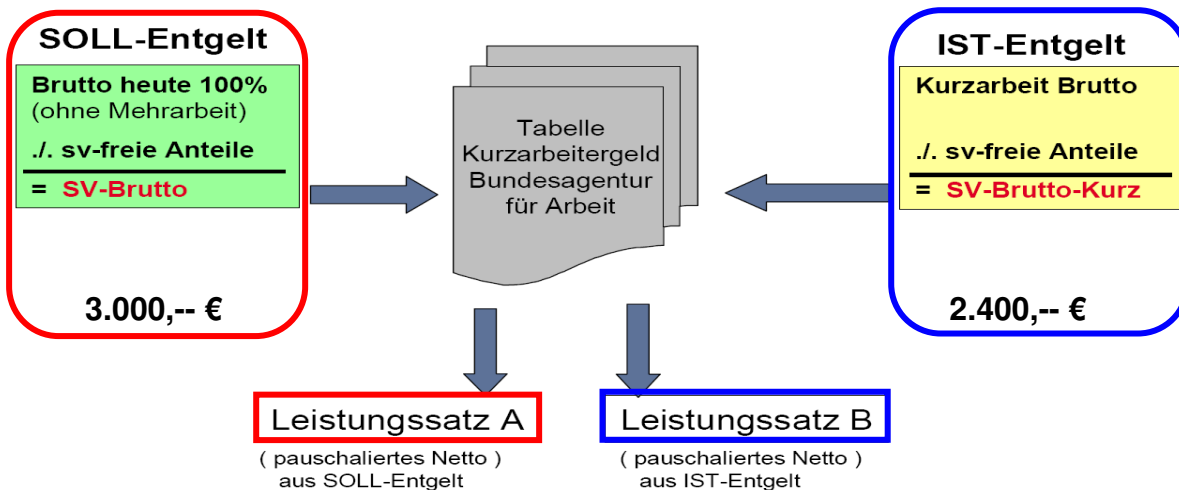 SOLL-Entgelt
Brutto heute 100%
(ohne Mehrarbeit)
./. sv-freie Anteile
= SV-Brutto
3.000,-- €
Tabelle
Kurzarbeitergeld
Bundesagentur
für Arbeit
IST-Entgelt
Kurzarbeit Brutto
./. sv-freie Anteile
= SV-Brutto-Kurz
2.400,-- €
Leistungssatz A
( pauschaliertes Netto )
aus SOLL-Entgelt
Leistungssatz B
( pauschaliertes Netto )
aus IST-Entgelt